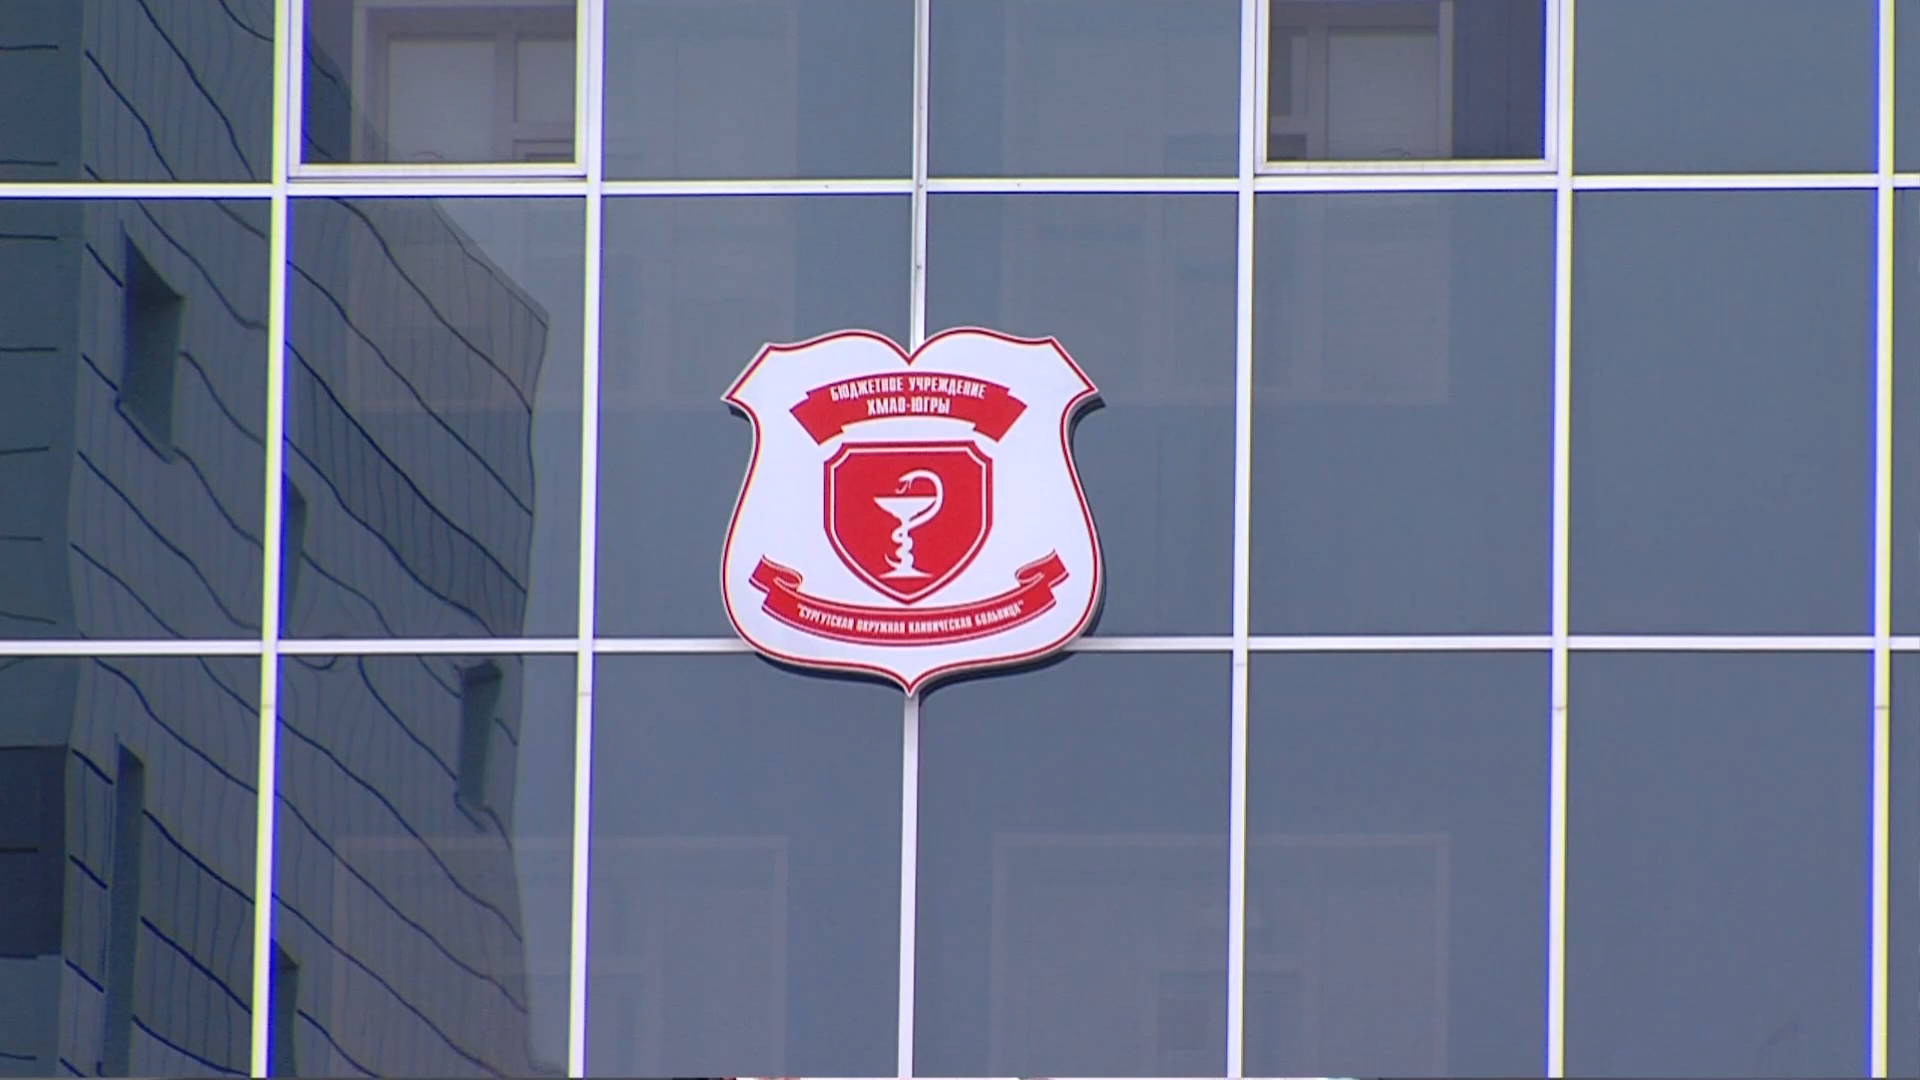 БЮДЖЕТНОЕ УЧРЕЖДЕНИЕ
ХМАО-ЮГРЫ
"СУРГУТСКАЯ ОКРУЖНАЯ КЛИНИЧЕСКАЯ БОЛЬНИЦА"